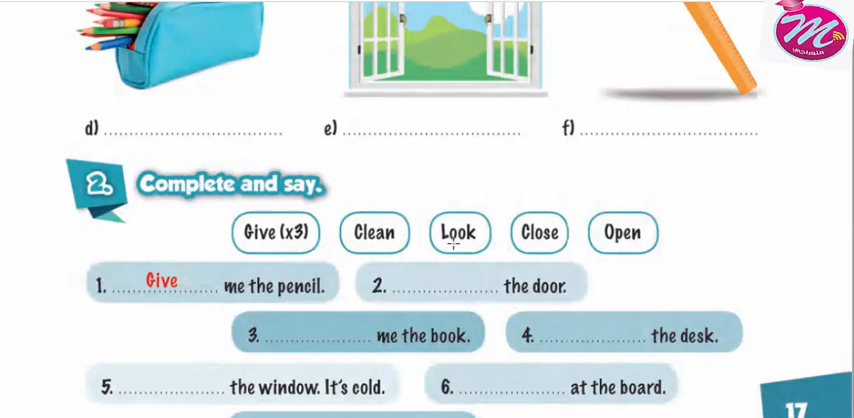 d) .................... e) .................... f) ....................
2 Complete and say.
Give (x3) Clean Look Close Open
1. .......Give....... me the pencil. 2. .................... the door.
3. .................... me the book. 4. .................... the desk.
5. .................... the window. It's cold. 6. .................... at the board.
17